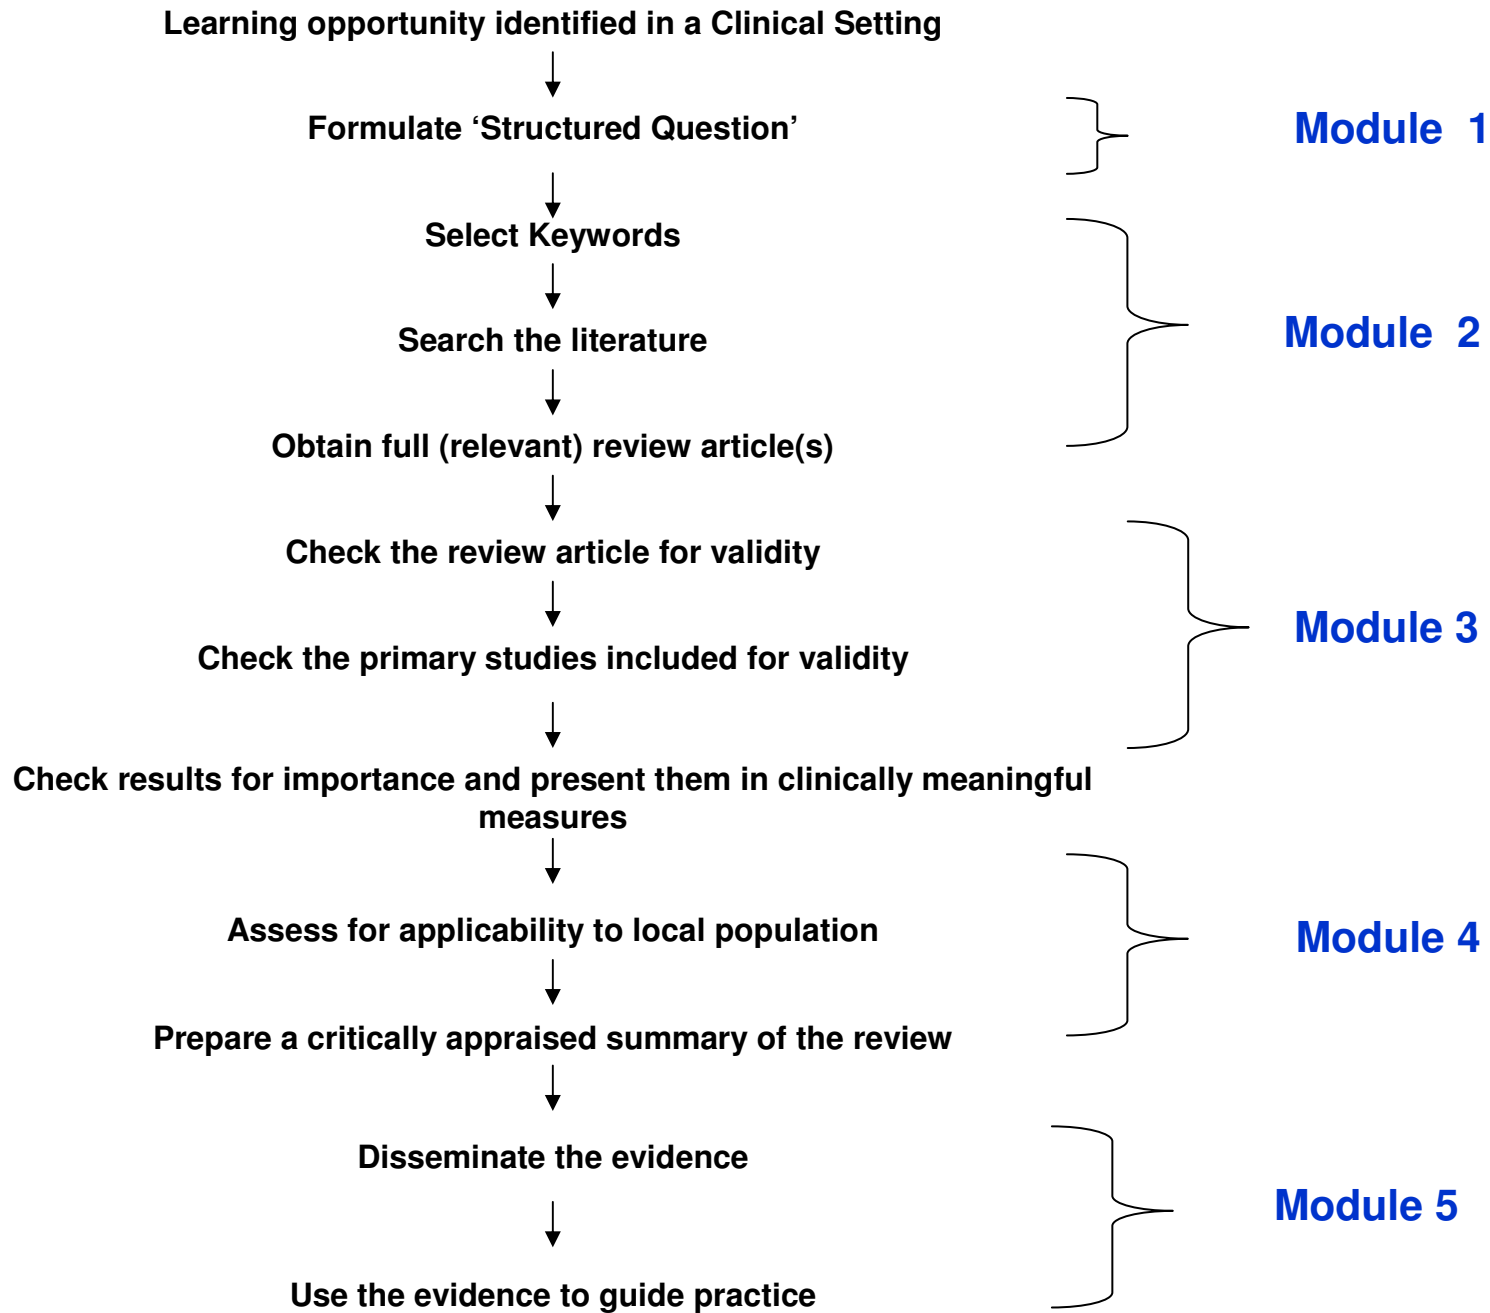 Learning opportunity identified in a Clinical Setting
Formulate ‘Structured Question’
Module 1
Select Keywords
Search the literature
Module 2
Obtain full (relevant) review article(s)
Check the review article for validity
Module 3
Check the primary studies included for validity
Check results for importance and present them in clinically meaningful
measures
Assess for applicability to local population
Module 4
Prepare a critically appraised summary of the review
Disseminate the evidence
Module 5
Use the evidence to guide practice